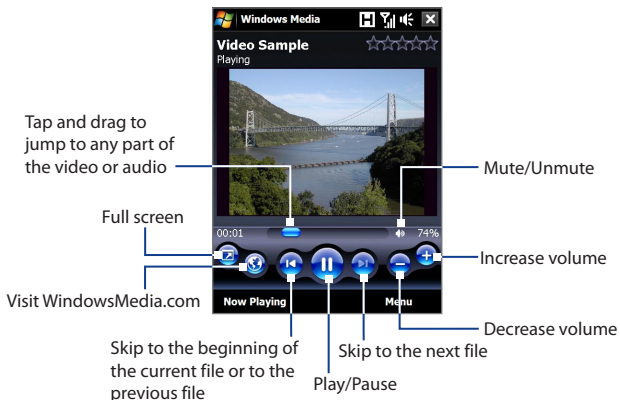 Windows Media
Video Sample
Playing
Tap and drag to
jump to any part of
the video or audio
Mute/Unmute
00:01
74%
Full screen
Increase volume
Visit WindowsMedia.com
Now Playing
Menu
Decrease volume
Skip to the beginning of
the current file or to the
previous file
Skip to the next file
Play/Pause